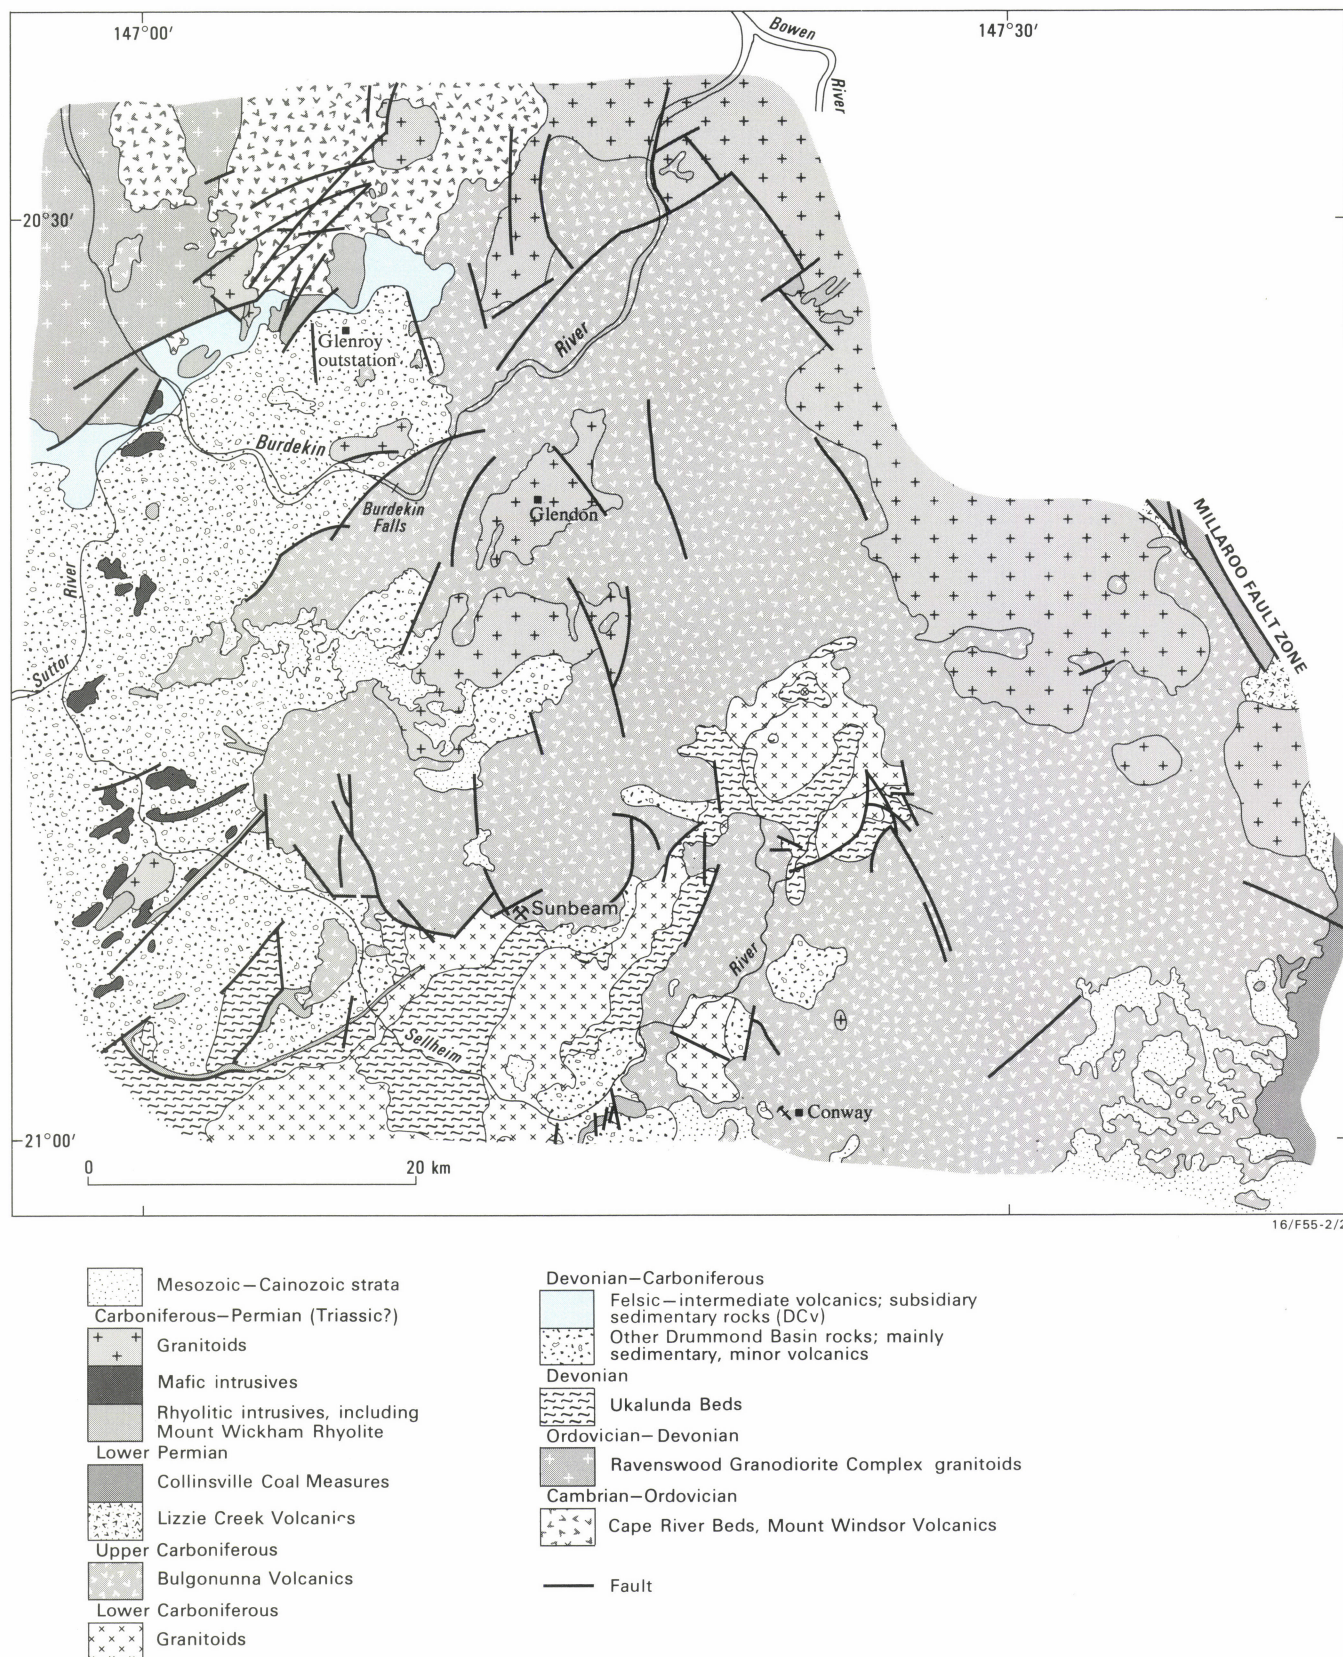 147°00′
147°30′
Bowen
River
20°30′
Glenroy
outstation
River
Burdekin
Burdekin
Falls
Glendon
MILLAROO FAULT ZONE
River
Suttor
Sunbeam
River
Sellheim
Conway
21°00′
0 20 km
16/F55-2/2
Mesozoic—Cainozoic strata
Carboniferous—Permian (Triassic?)
Granitoids
Mafic intrusives
Rhyolitic intrusives, including
Mount Wickham Rhyolite
Lower Permian
Collinsville Coal Measures
Lizzie Creek Volcanics
Upper Carboniferous
Bulgonunna Volcanics
Lower Carboniferous
Granitoids
Devonian—Carboniferous
Felsic—intermediate volcanics; subsidiary
sedimentary rocks (DCv)
Other Drummond Basin rocks; mainly
sedimentary, minor volcanics
Devonian
Ukalunda Beds
Ordovician—Devonian
Ravenswood Granodiorite Complex granitoids
Cambrian—Ordovician
Cape River Beds, Mount Windsor Volcanics
Fault